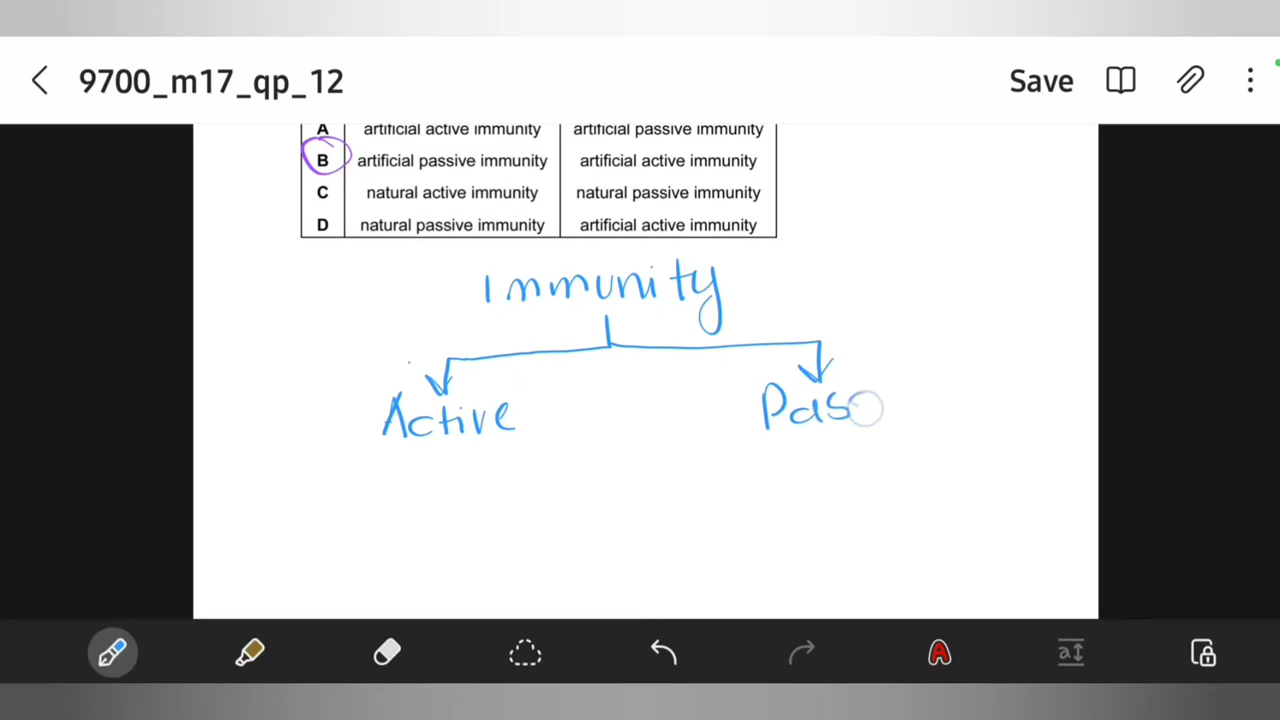 9700_m17_qp_12 Save
A artificial active immunity artificial passive immunity
B artificial passive immunity artificial active immunity
C natural active immunity natural passive immunity
D natural passive immunity artificial active immunity
Immunity
Active Pas
A a